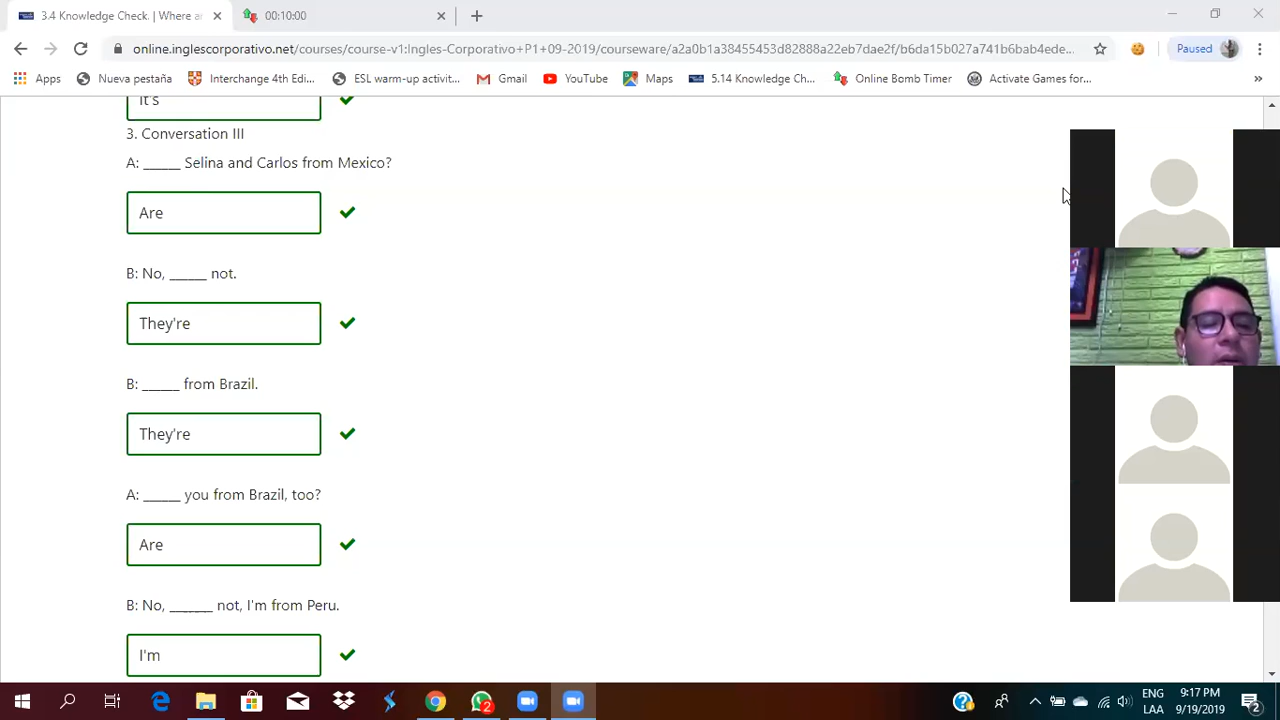 3.4 Knowledge Check. | Where a
00:10:00
online.inglescorporativo.net/courses/course-v1:Ingles-Corporativo+P1+09-2019/courseware/a2a0b1a38455453d82888a22eb7dae2f/b6da15b027a741b6bab4ede...
Paused
Apps
Nueva pestaña
Interchange 4th Edi...
ESL warm-up activit...
Gmail
YouTube
Maps
5.14 Knowledge Ch...
Online Bomb Timer
Activate Games for...
It's
3. Conversation III
A: _____ Selina and Carlos from Mexico?
Are
B: No, _____ not.
They're
B: _____ from Brazil.
They're
A: _____ you from Brazil, too?
Are
B: No, ______ not, I'm from Peru.
I'm
2
ENG
LAA
9:17 PM
9/19/2019
2